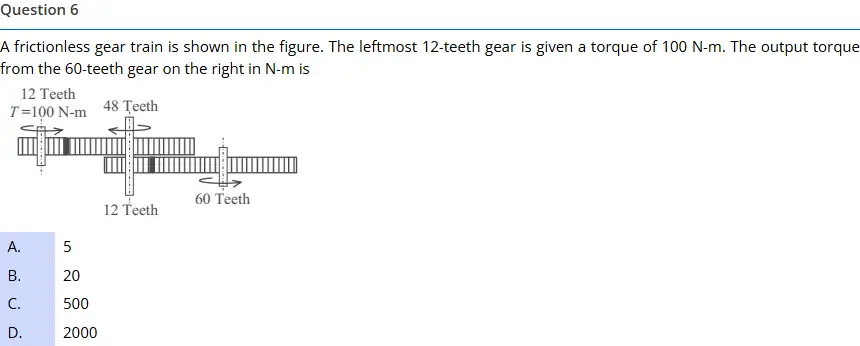 Question 6
A frictionless gear train is shown in the figure. The leftmost 12-teeth gear is given a torque of 100 N-m. The output torque
from the 60-teeth gear on the right in N-m is
12 Teeth
T=100 N-m
48 Teeth
12 Teeth
60 Teeth
A. 5
B. 20
C. 500
D. 2000